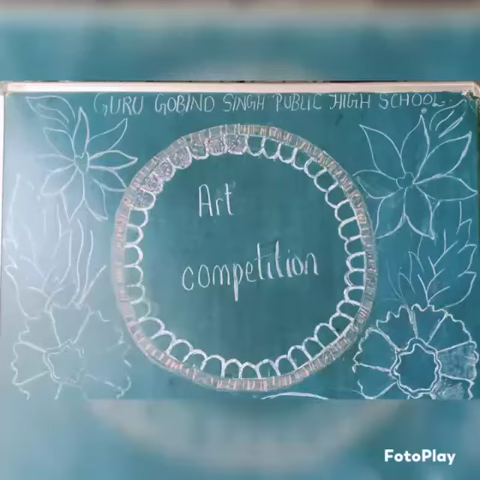 GURU GOBIND SINGH PUBLIC HIGH SCHOOL.
Art
competition
FotoPlay